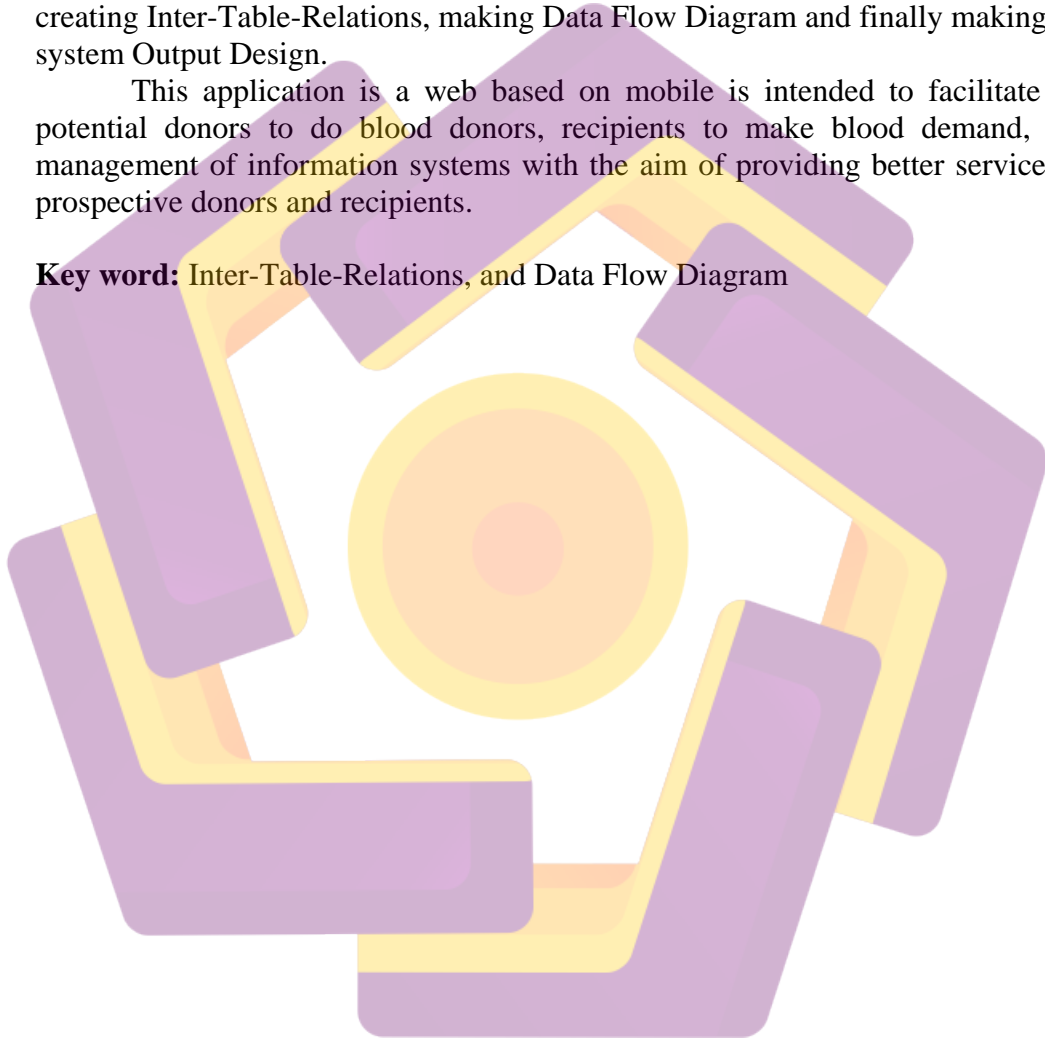 creating Inter-Table-Relations, making Data Flow Diagram and finally making
system Output Design.
This application is a web based on mobile is intended to facilitate
potential donors to do blood donors, recipients to make blood demand,
management of information systems with the aim of providing better service
prospective donors and recipients.
Key word: Inter-Table-Relations, and Data Flow Diagram